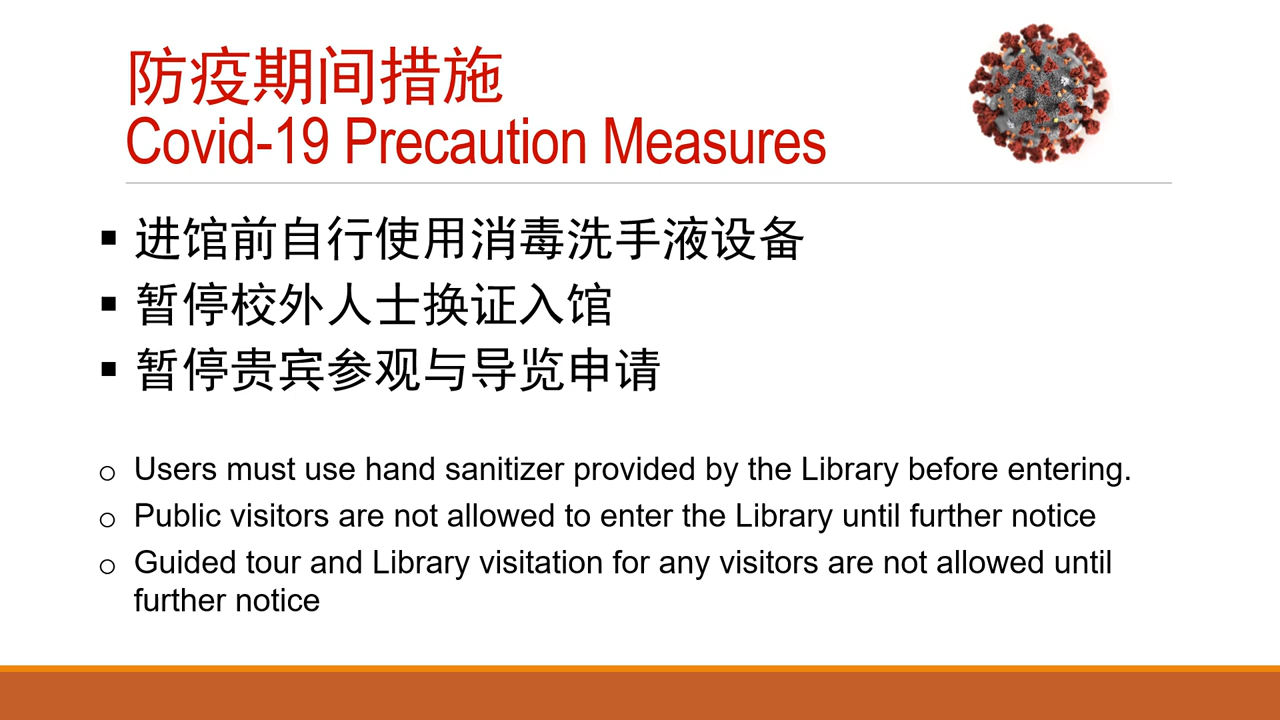 防疫期间措施
Covid-19 Precaution Measures
▪ 进馆前自行使用消毒洗手液设备
▪ 暂停校外人士换证入馆
▪ 暂停贵宾参观与导览申请
o Users must use hand sanitizer provided by the Library before entering.
o Public visitors are not allowed to enter the Library until further notice
o Guided tour and Library visitation for any visitors are not allowed until
further notice